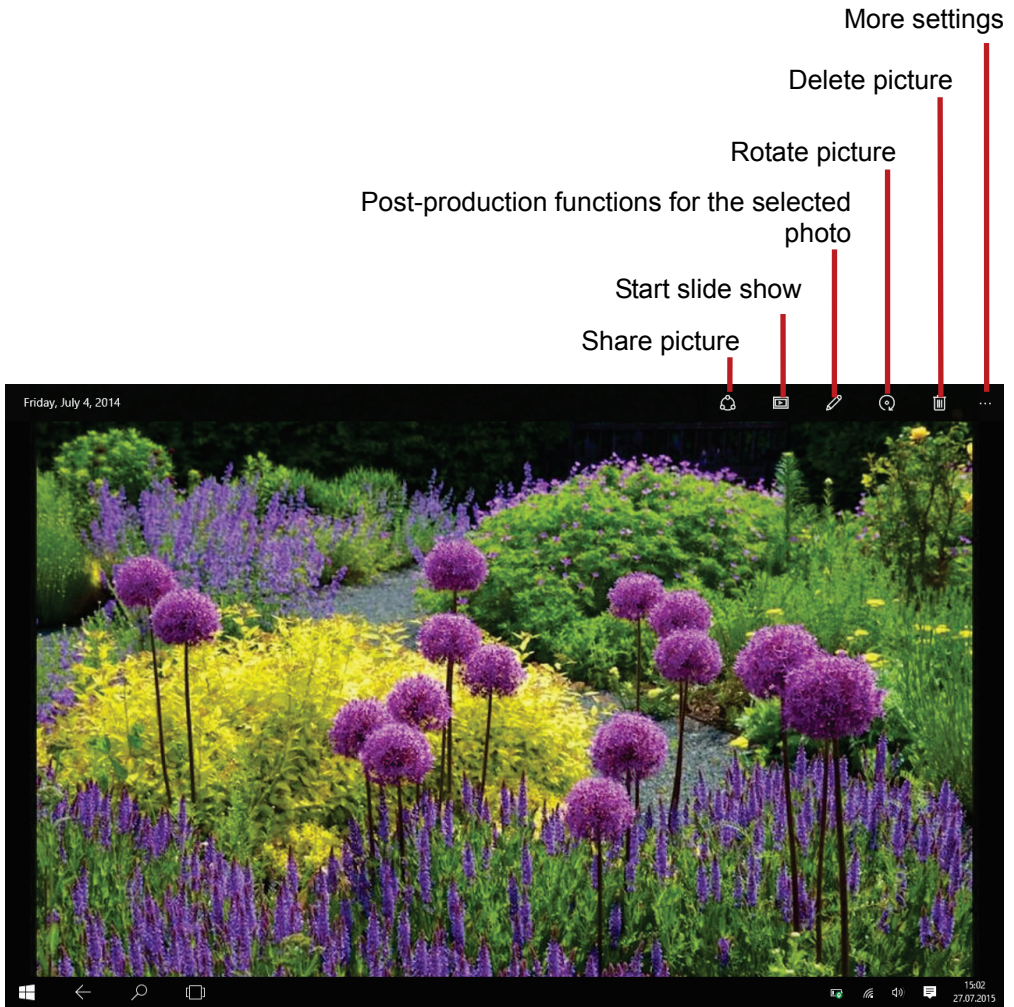 More settings
Delete picture
Rotate picture
Post-production functions for the selected
photo
Start slide show
Share picture
Friday, July 4, 2014
15:02
27.07.2015